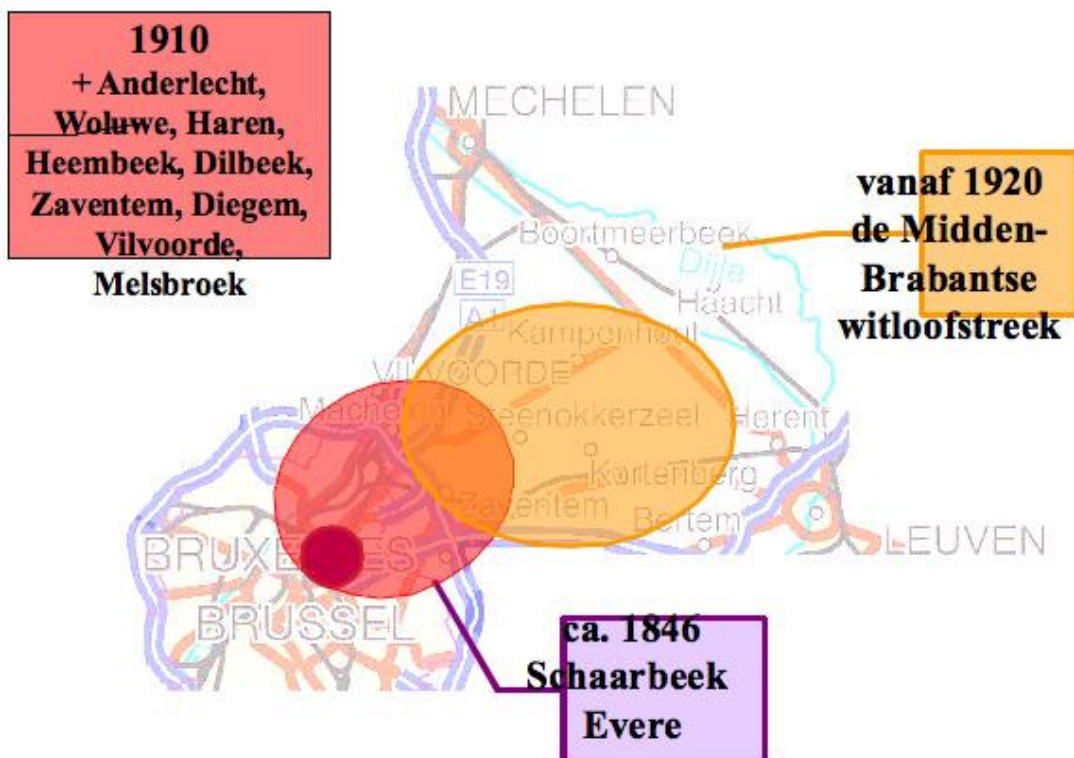 1910
+ Anderlecht,
Woluwe, Haren,
Heembeek, Dilbeek,
Zaventem, Diegem,
Vilvoorde,
Melsbroek
MECHELEN
vanaf 1920
de Midden-
Brabantse
witloofstreek
Boortmeerbeek
Dijle
E19
Haacht
A1
Kampenhout
VILVOORDE
Machelen
Steenokkerzeel
Herent
Kortenberg
Zaventem
Bertem
BRUXELLES
LEUVEN
BRUSSEL
ca. 1846
Schaarbeek
Evere